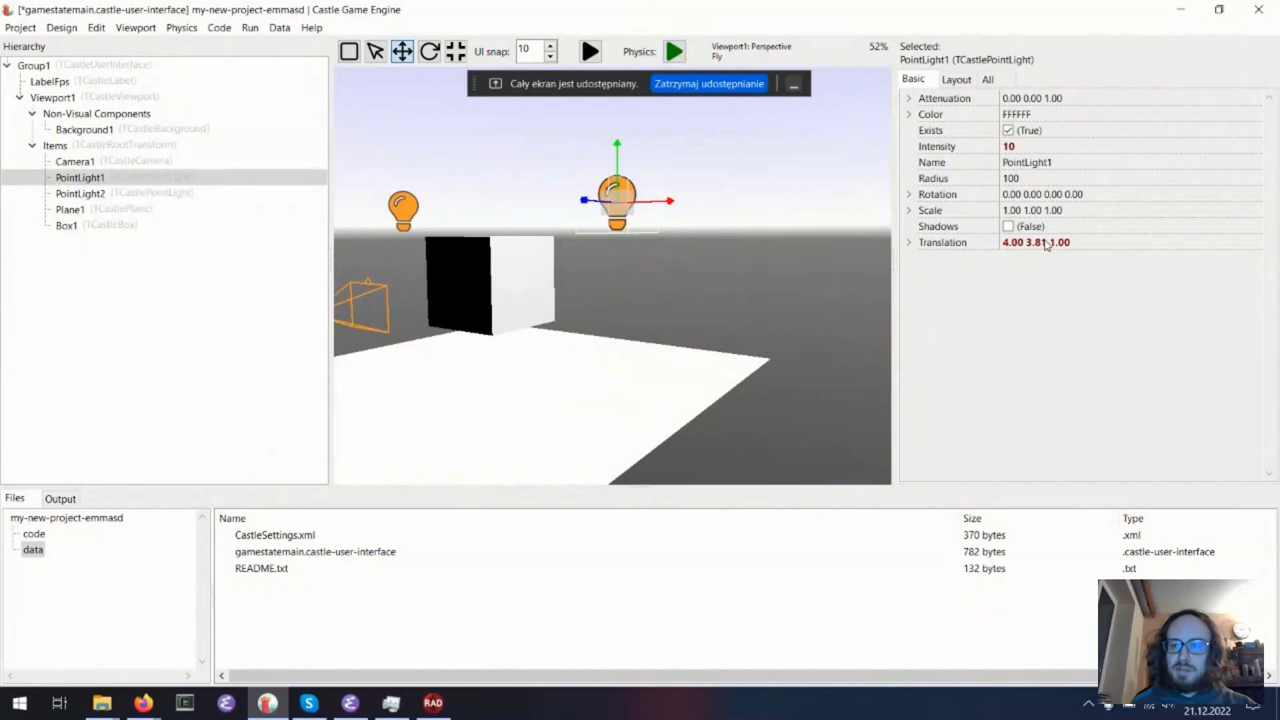 [*gamestatemain.castle-user-interface] my-new-project-emmasd | Castle Game Engine
Project Design Edit Viewport Physics Code Run Data Help
Hierarchy
Group1 (TCastleUserInterface)
LabelFps (TCastleLabel)
Viewport1 (TCastleViewport)
Non-Visual Components
Background1 (TCastleBackground)
Items (TCastleRootTransform)
Camera1 (TCastleCamera)
PointLight1 (TCastlePointLight)
PointLight2 (TCastlePointLight)
Plane1 (TCastlePlane)
Box1 (TCastleBox)
UI snap: 10 Physics: Viewport1: Perspective
Fly
52%
Cały ekran jest udostępniany. Zatrzymaj udostępnianie
Selected:
PointLight1 (TCastlePointLight)
Basic Layout All
Attenuation 0.00 0.00 1.00
Color FFFFFF
Exists (True)
Intensity 10
Name PointLight1
Radius 100
Rotation 0.00 0.00 0.00 0.00
Scale 1.00 1.00 1.00
Shadows (False)
Translation 4.00 3.81 1.00
Files Output
my-new-project-emmasd
code
data
Name Size Type
CastleSettings.xml 370 bytes .xml
gamestatemain.castle-user-interface 782 bytes .castle-user-interface
README.txt 132 bytes .txt
RAD
21.12.2022